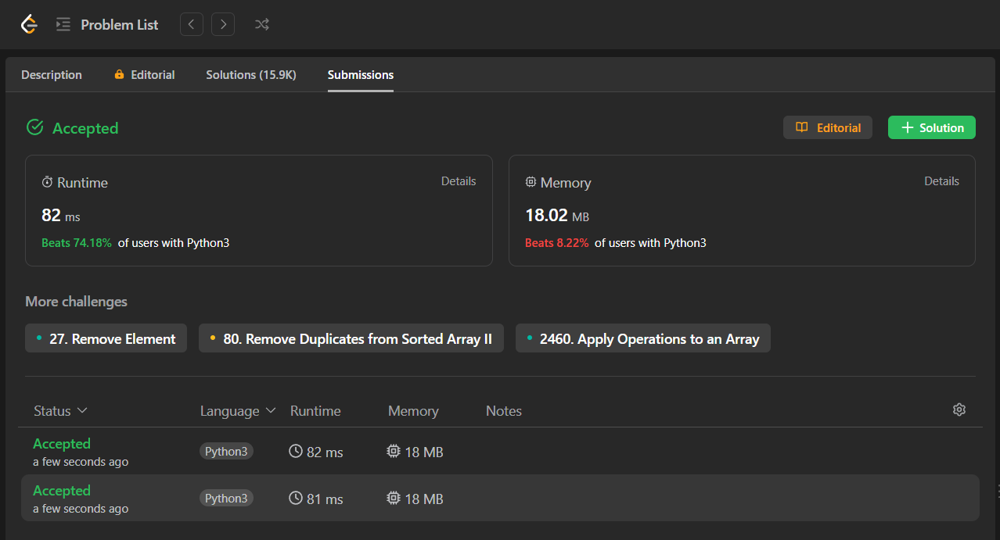 Problem List
Description Editorial Solutions (15.9K) Submissions
Accepted Editorial Solution
Runtime Details
82 ms
Beats 74.18% of users with Python3
Memory Details
18.02 MB
Beats 8.22% of users with Python3
More challenges
27. Remove Element 80. Remove Duplicates from Sorted Array II 2460. Apply Operations to an Array
Status Language Runtime Memory Notes
Accepted
a few seconds ago
Python3 82 ms 18 MB
Accepted
a few seconds ago
Python3 81 ms 18 MB